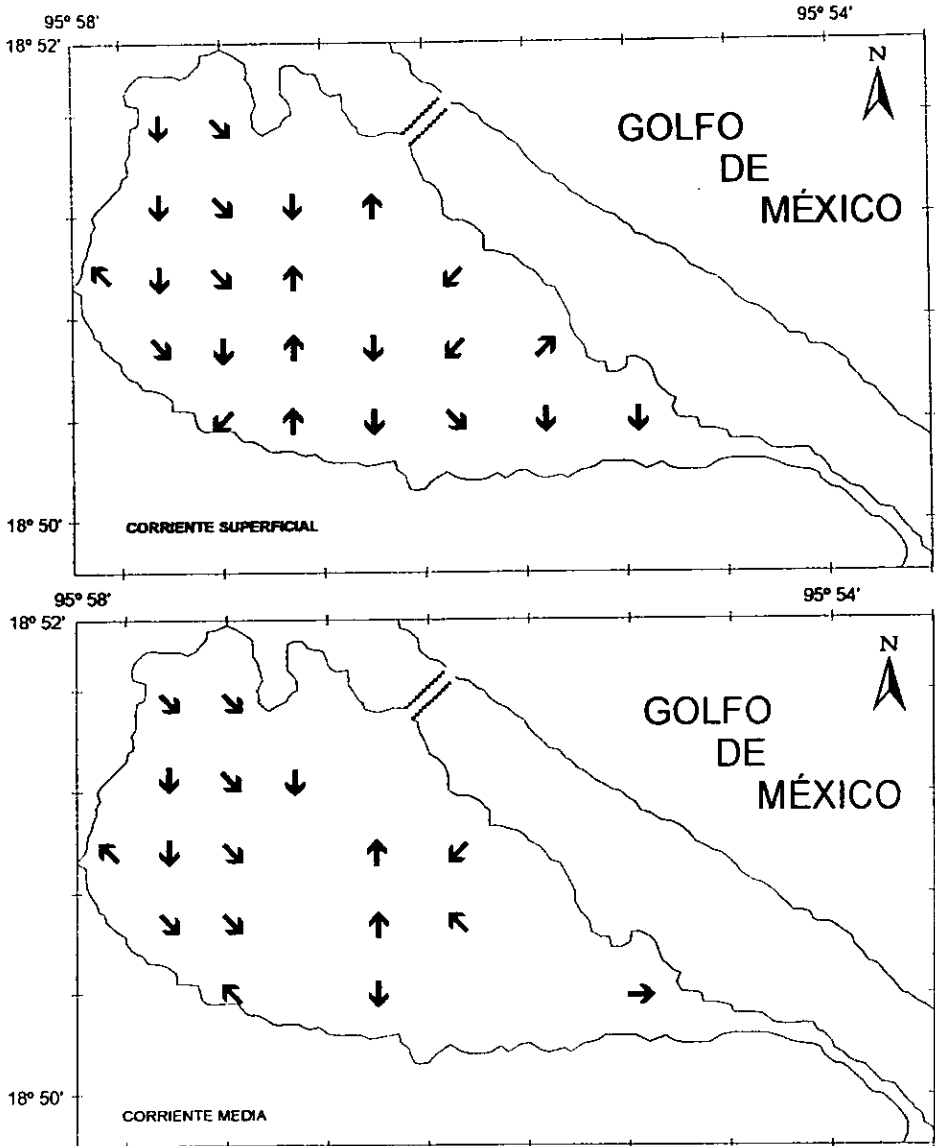 95° 58'
95° 54'
18° 52'
N
GOLFO
DE
MÉXICO
18° 50'
CORRIENTE SUPERFICIAL
95° 58'
95° 54'
18° 52'
N
GOLFO
DE
MÉXICO
18° 50'
CORRIENTE MEDIA